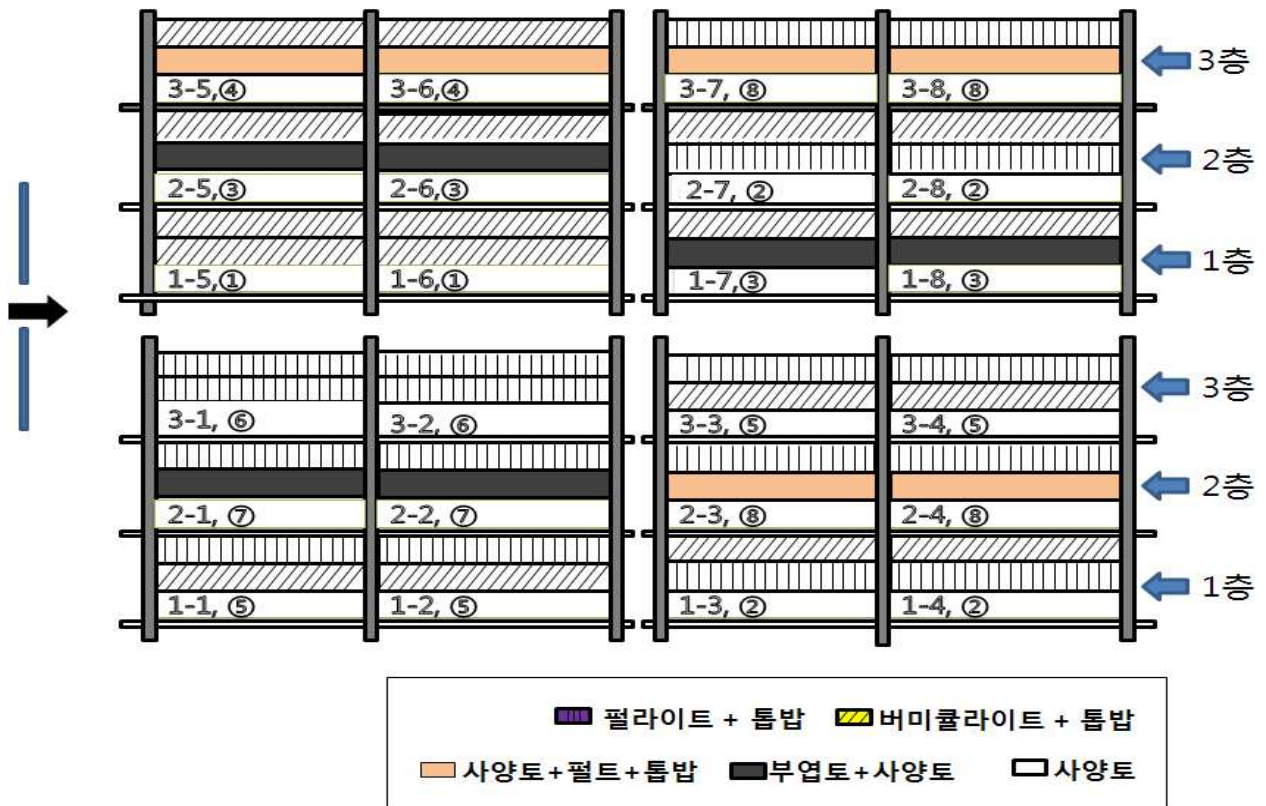 3-5,④ 3-6,④ 3-7, ⑧ 3-8, ⑧ 3층
2-5,③ 2-6,③ 2-7, ② 2-8, ② 2층
1-5,① 1-6,① 1-7,③ 1-8, ③ 1층
3-1, ⑥ 3-2, ⑥ 3-3, ⑤ 3-4, ⑤ 3층
2-1, ⑦ 2-2, ⑦ 2-3, ⑧ 2-4, ⑧ 2층
1-1, ⑤ 1-2, ⑤ 1-3, ② 1-4, ② 1층
펄라이트 + 톱밥 버미큘라이트 + 톱밥
사양토+펄트+톱밥 부엽토+사양토 사양토